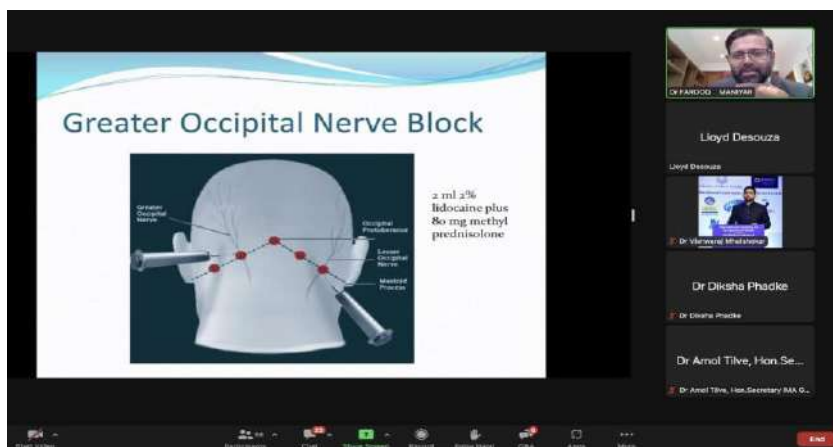 Greater Occipital Nerve Block
Greater
Occipital
Nerve
Occipital
Protuberance
Lesser
Occipital
Nerve
Mastoid
Process
2 ml 2%
lidocaine plus
80 mg methyl
prednisolone
Dr FAROOQ MANIYAR
Lloyd Desouza
Lloyd Desouza
Dr Diksha Phadke
Dr Diksha Phadke
Dr Amol Tilve, Hon.Se...
Dr Amol Tilve, Hon.Secretary IMA G...
Chat
End